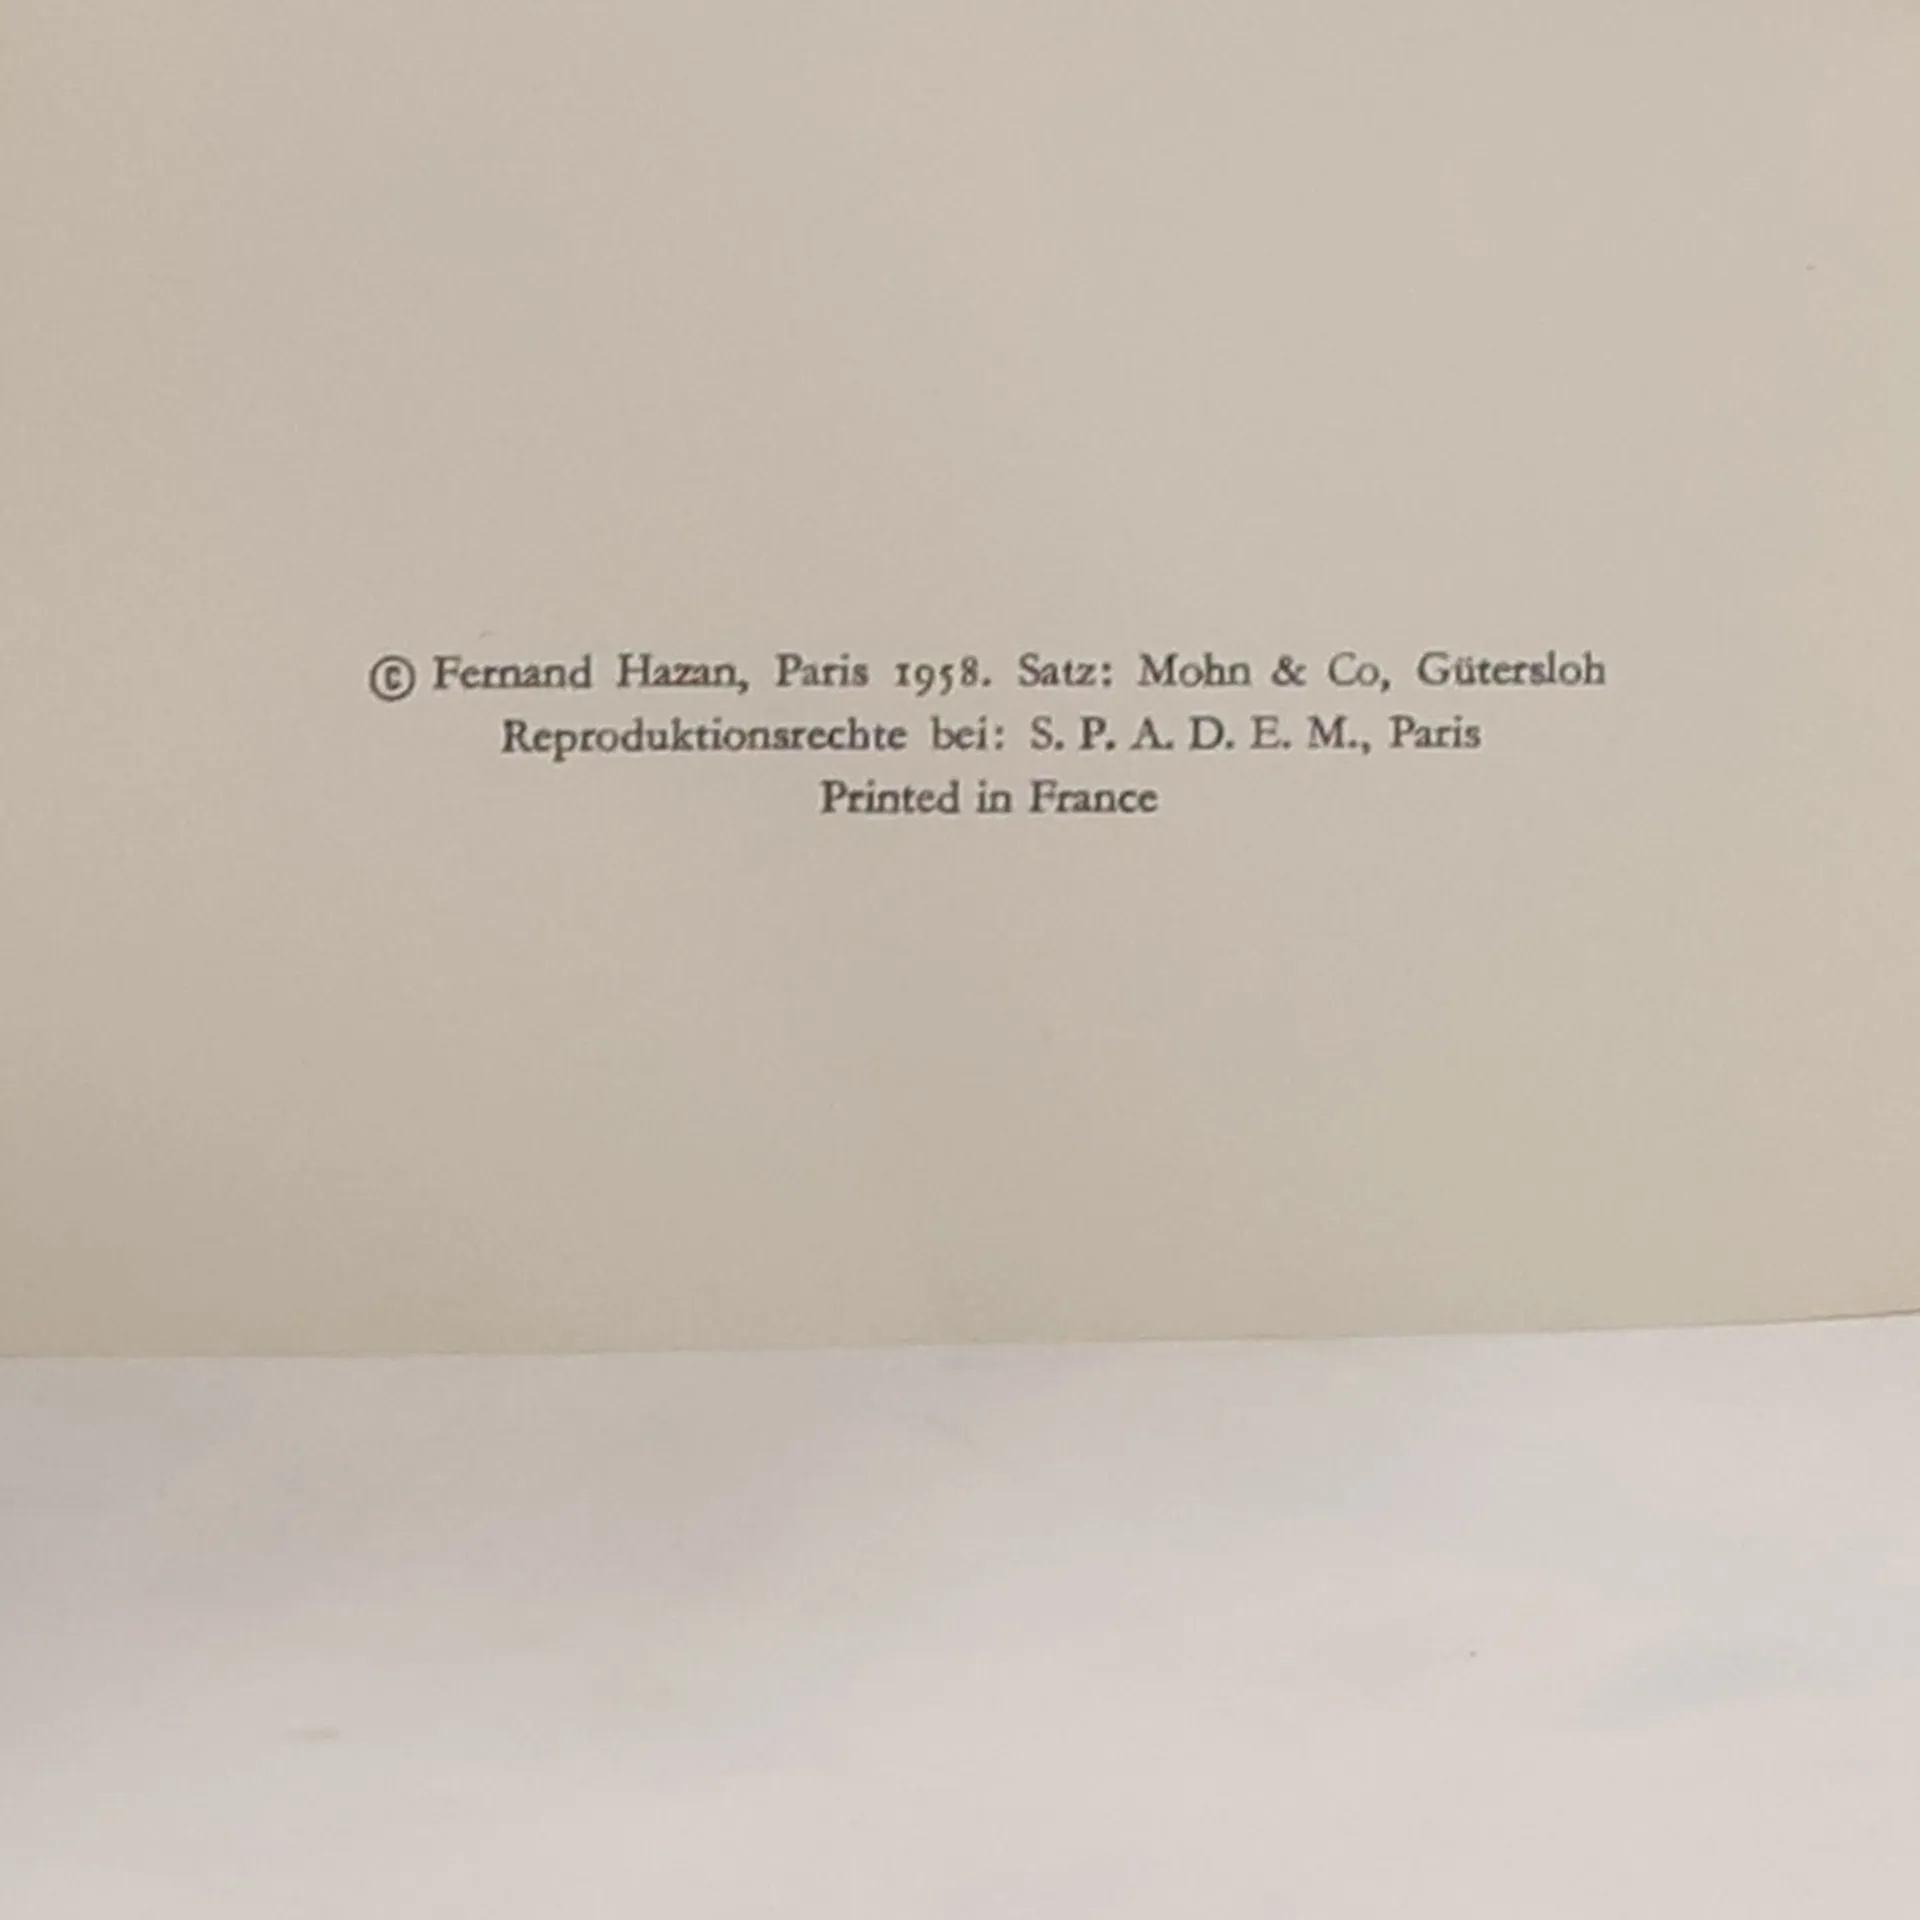 © Fernand Hazan, Paris 1958. Satz: Mohn & Co, Gütersloh
Reproduktionsrechte bei: S. P. A. D. E. M., Paris
Printed in France